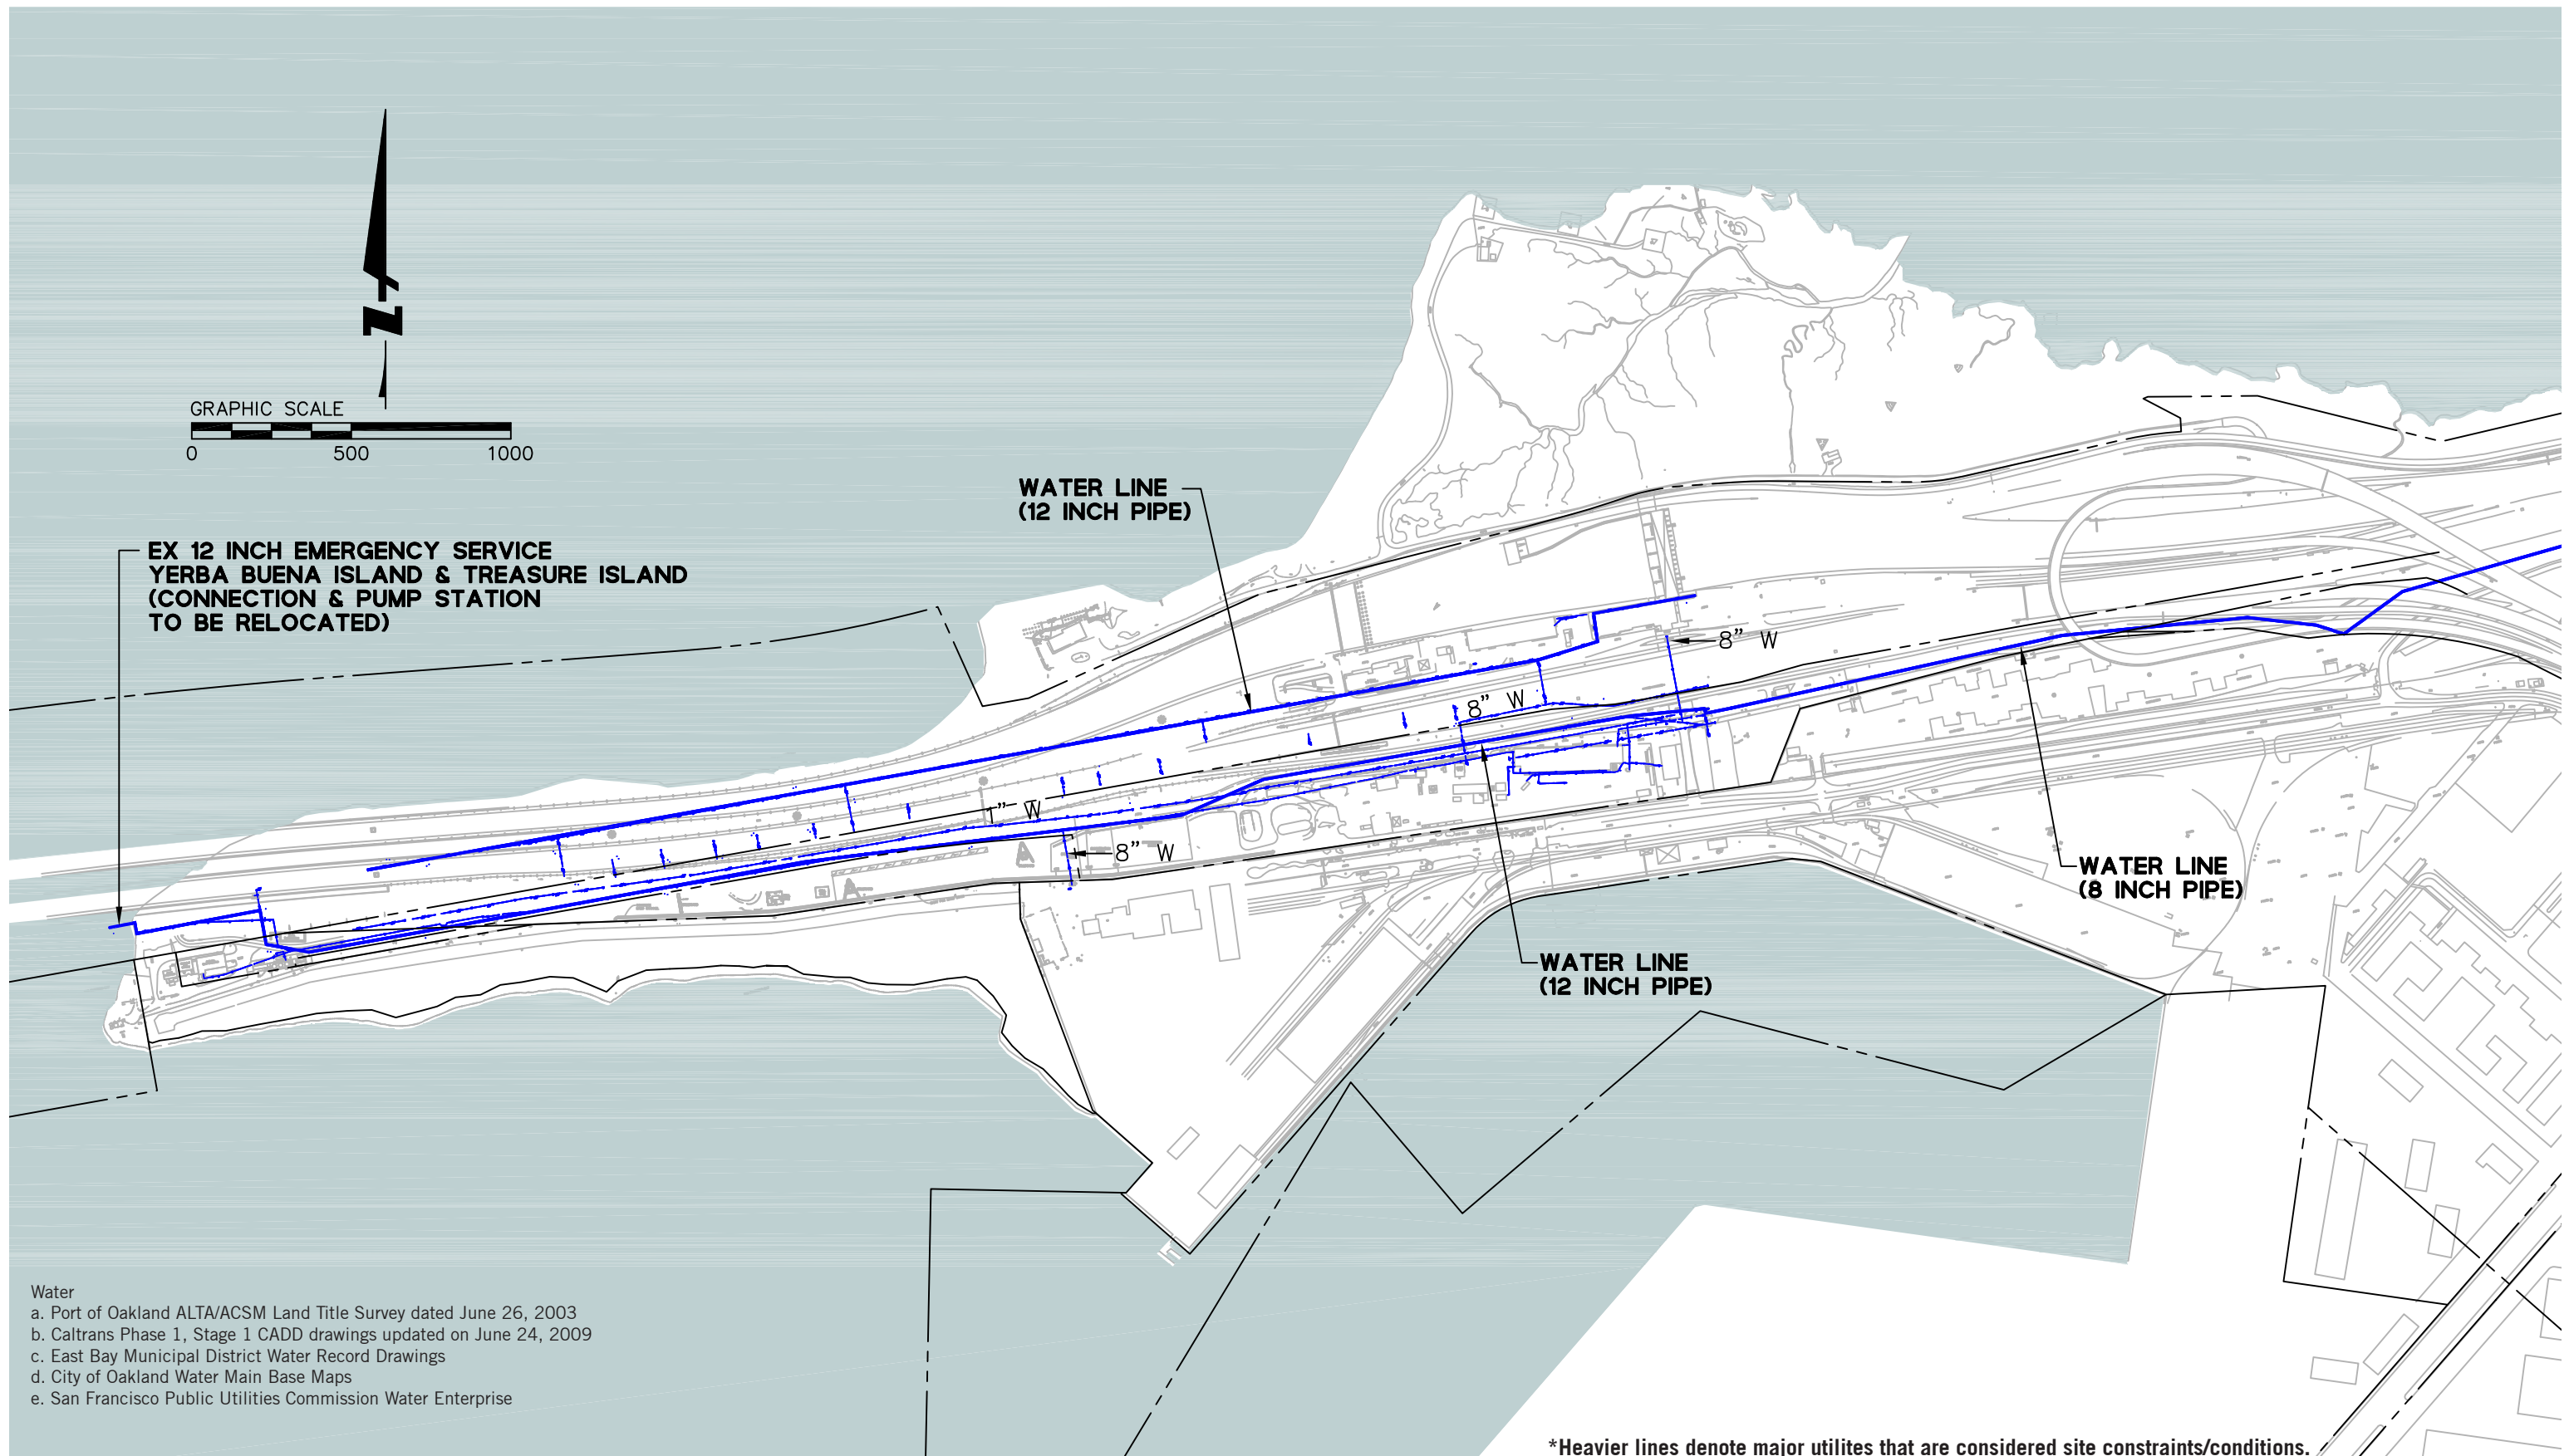 N
GRAPHIC SCALE
0 500 1000
WATER LINE
(12 INCH PIPE)
EX 12 INCH EMERGENCY SERVICE
YERBA BUENA ISLAND & TREASURE ISLAND
(CONNECTION & PUMP STATION
TO BE RELOCATED)
8" W
8" W
1" W
8" W
WATER LINE
(8 INCH PIPE)
WATER LINE
(12 INCH PIPE)
Water
a. Port of Oakland ALTA/ACSM Land Title Survey dated June 26, 2003
b. Caltrans Phase 1, Stage 1 CADD drawings updated on June 24, 2009
c. East Bay Municipal District Water Record Drawings
d. City of Oakland Water Main Base Maps
e. San Francisco Public Utilities Commission Water Enterprise
*Heavier lines denote major utilites that are considered site constraints/conditions.